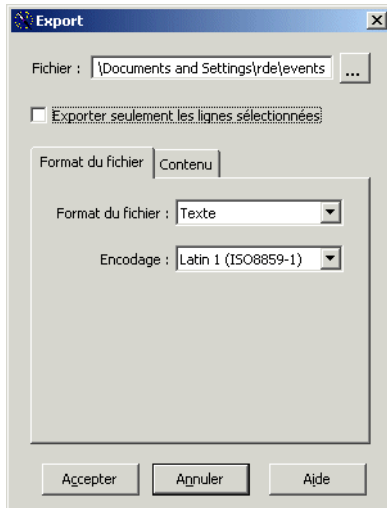 Export
Fichier : \Documents and Settings\rde\events ...
Exporter seulement les lignes sélectionnées
Format du fichier Contenu
Format du fichier : Texte
Encodage : Latin 1 (ISO8859-1)
Accepter Annuler Aide